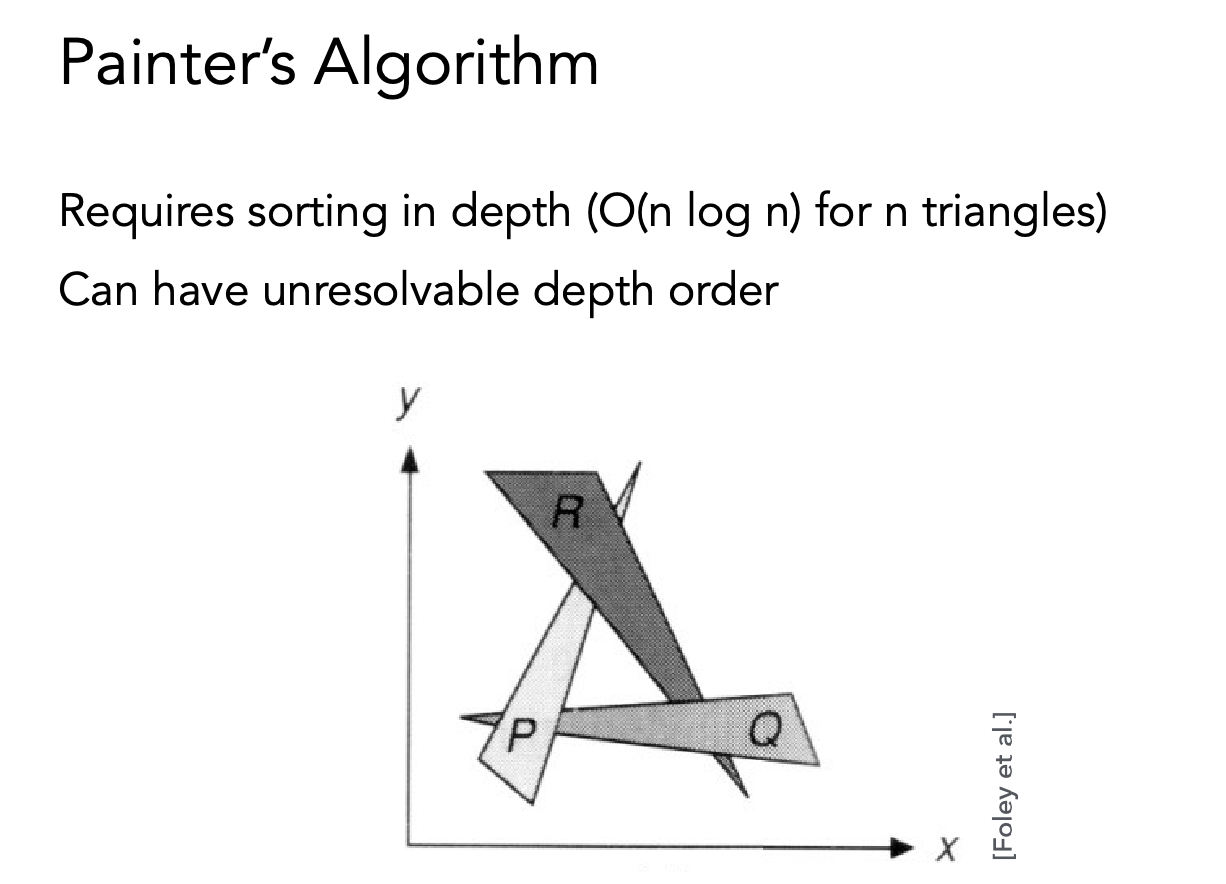 Painter’s Algorithm
Requires sorting in depth (O(n log n) for n triangles)
Can have unresolvable depth order
y
R
P
Q
x
[Foley et al.]